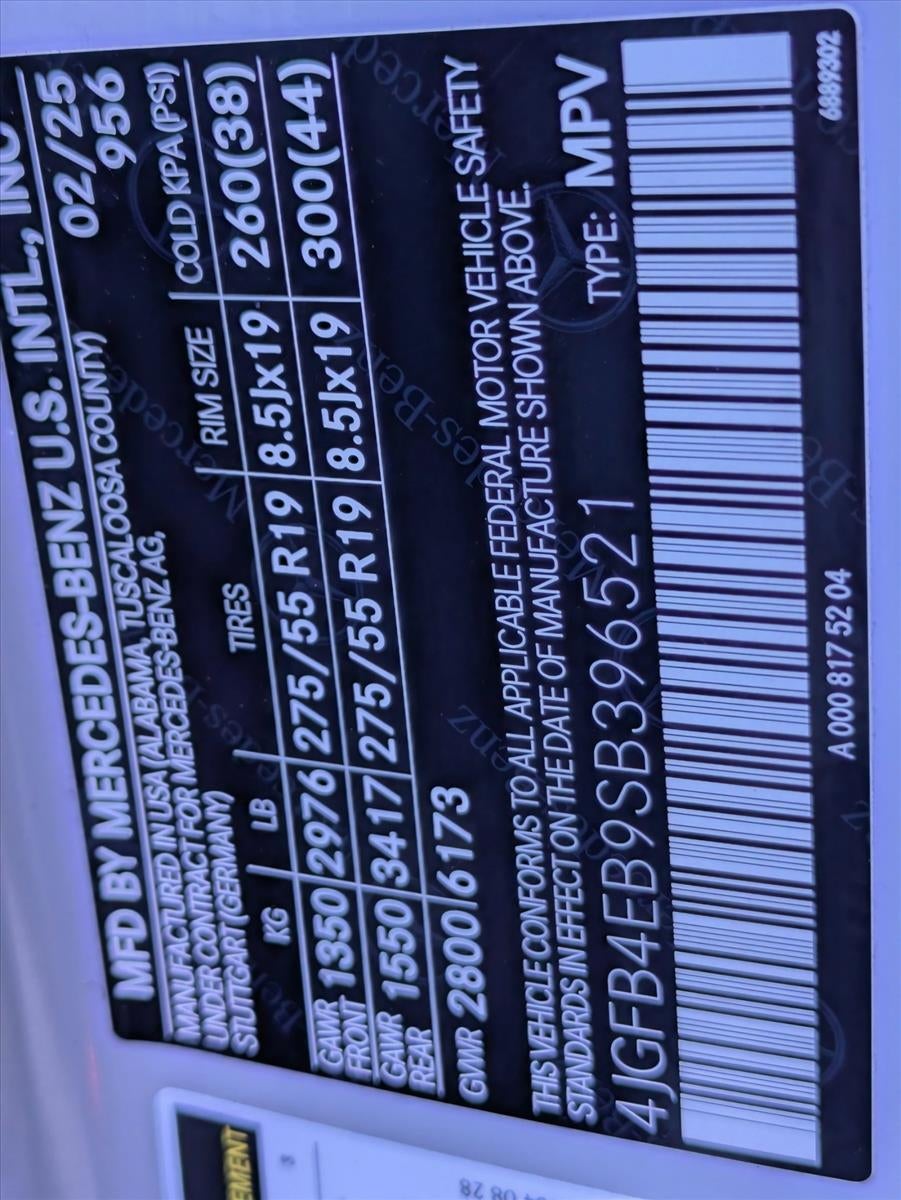 MFD BY MERCEDES-BENZ U.S. INTL., INC
MANUFACTURED IN USA (ALABAMA, TUSCALOOSA COUNTY) 02/25
UNDER CONTRACT FOR MERCEDES-BENZ AG, 956
STUTTGART (GERMANY)
KG LB TIRES RIM SIZE COLD KPA (PSI)
GAWR FRONT 1350 2976 275/55 R19 8.5Jx19 260(38)
GAWR REAR 1550 3417 275/55 R19 8.5Jx19 300(44)
GVWR 2800 6173
THIS VEHICLE CONFORMS TO ALL APPLICABLE FEDERAL MOTOR VEHICLE SAFETY
STANDARDS IN EFFECT ON THE DATE OF MANUFACTURE SHOWN ABOVE.
4JGFB4EB9SB396521 TYPE: MPV
A 000 817 52 04 6889302
EMENT
08 28